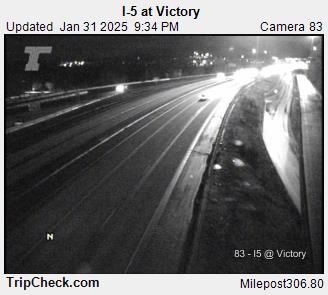 I-5 at Victory
Updated Jan 31 2025 9:34 PM Camera 83
T
N
83 - I5 @ Victory
TripCheck.com Milepost306.80